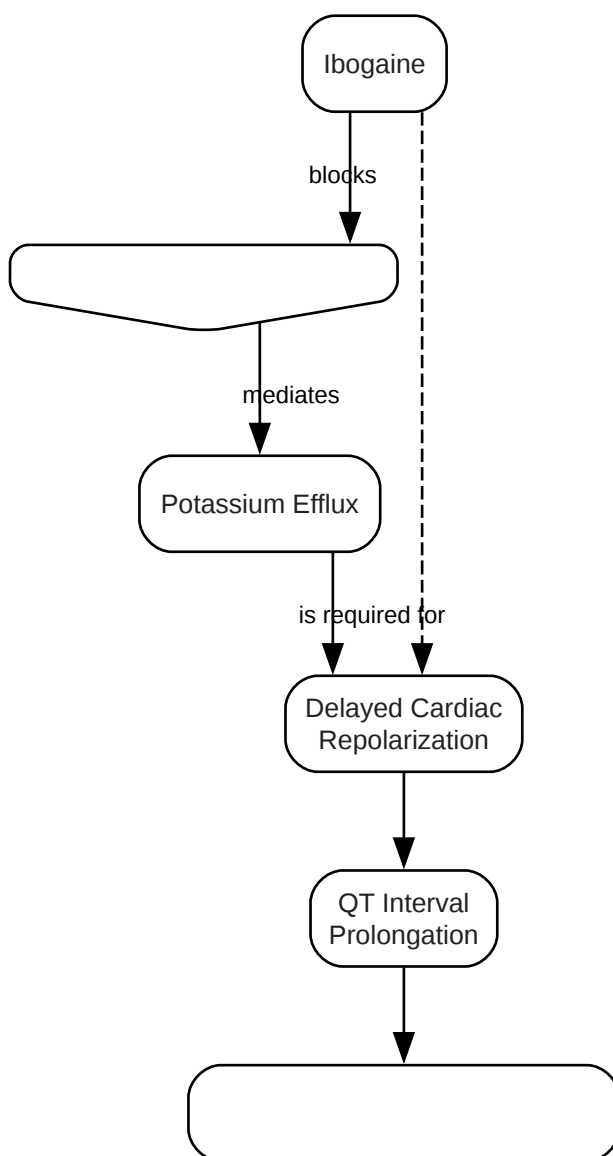 Ibogaine
blocks
mediates
Potassium Efflux
is required for
Delayed Cardiac
Repolarization
QT Interval
Prolongation